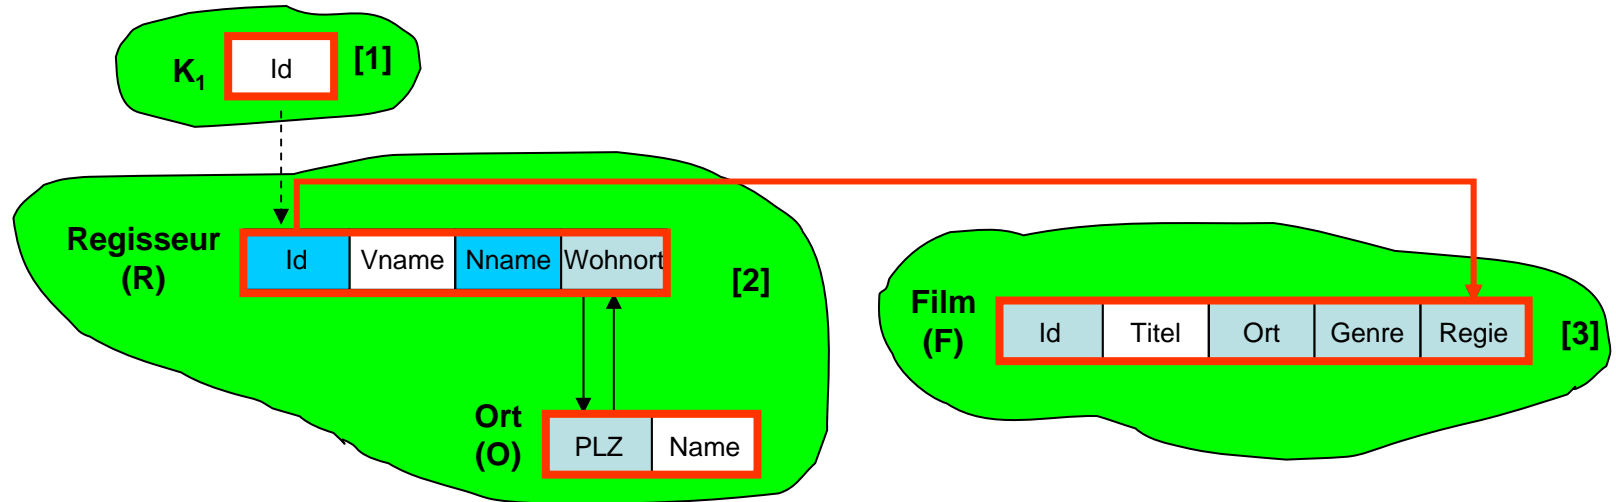 K1 Id [1]
Regisseur
(R)
Id Vname Nname Wohnort
[2]
Film
(F)
Id Titel Ort Genre Regie
[3]
Ort
(O)
PLZ Name